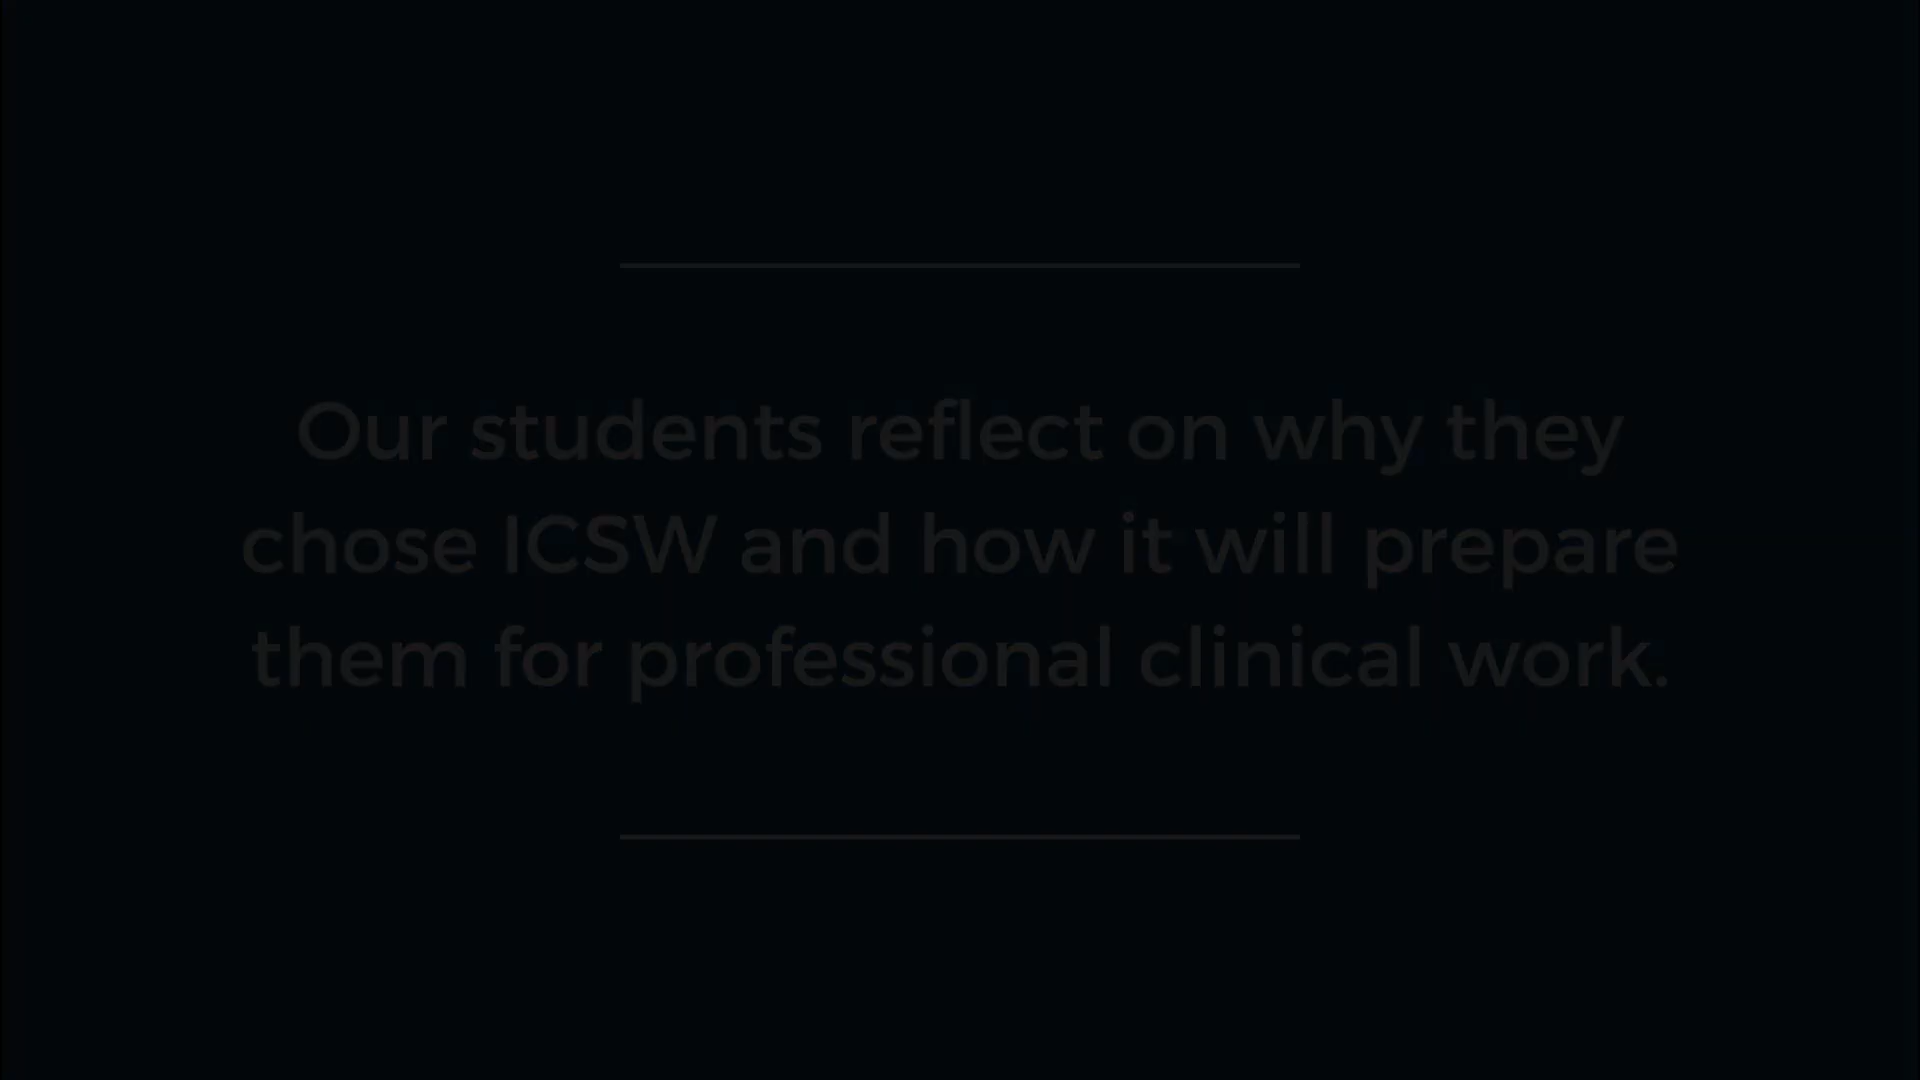 Our students reflect on why they
chose ICSW and how it will prepare
them for professional clinical work.